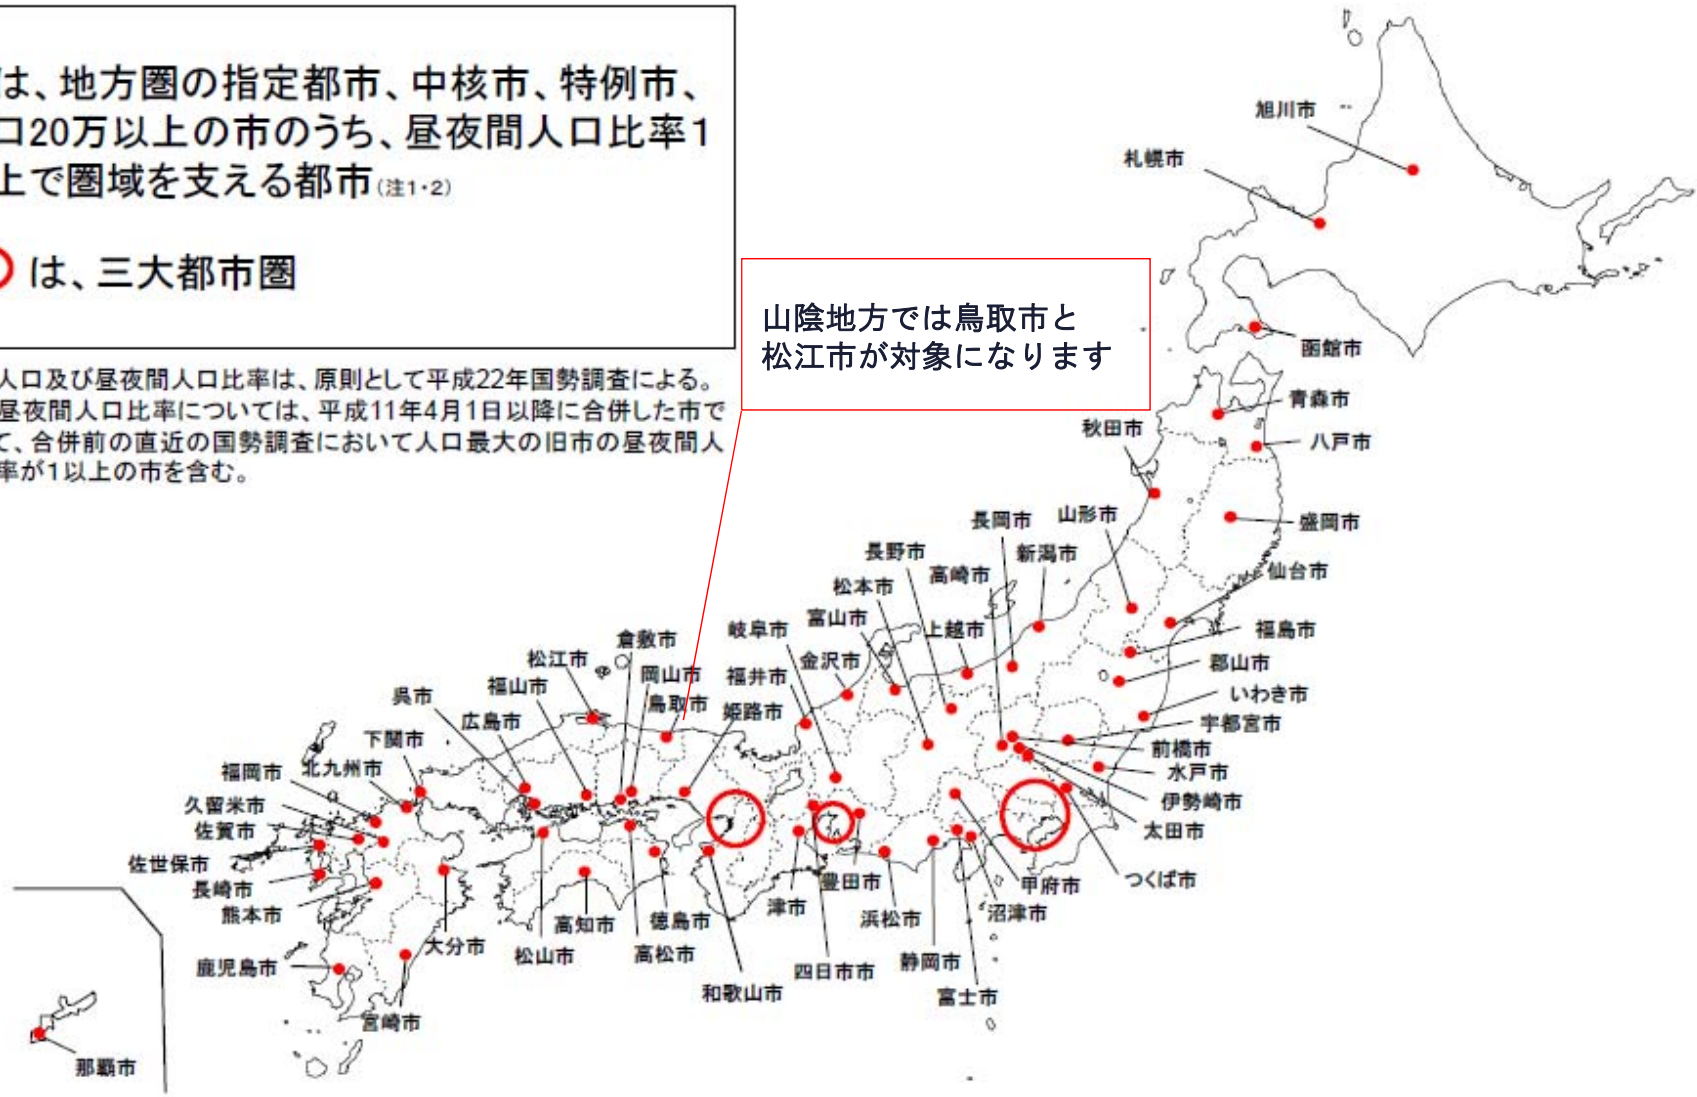 は、地方圏の指定都市、中核市、特例市、
口20万以上の市のうち、昼夜間人口比率1
上で圏域を支える都市(注1・2)
は、三大都市圏
人口及び昼夜間人口比率は、原則として平成22年国勢調査による。
昼夜間人口比率については、平成11年4月1日以降に合併した市で
て、合併前の直近の国勢調査において人口最大の旧市の昼夜間人
率が1以上の市を含む。
山陰地方では鳥取市と
松江市が対象になります
旭川市
札幌市
函館市
青森市
八戸市
秋田市
盛岡市
仙台市
山形市
長岡市
新潟市
長野市
高崎市
松本市
富山市
上越市
岐阜市
金沢市
福井市
福島市
郡山市
いわき市
宇都宮市
前橋市
水戸市
伊勢崎市
太田市
つくば市
甲府市
沼津市
富士市
静岡市
浜松市
豊田市
四日市市
津市
和歌山市
姫路市
鳥取市
岡山市
倉敷市
松江市
福山市
広島市
呉市
下関市
北九州市
福岡市
久留米市
佐賀市
佐世保市
長崎市
熊本市
鹿児島市
宮崎市
大分市
松山市
高知市
高松市
徳島市
那覇市